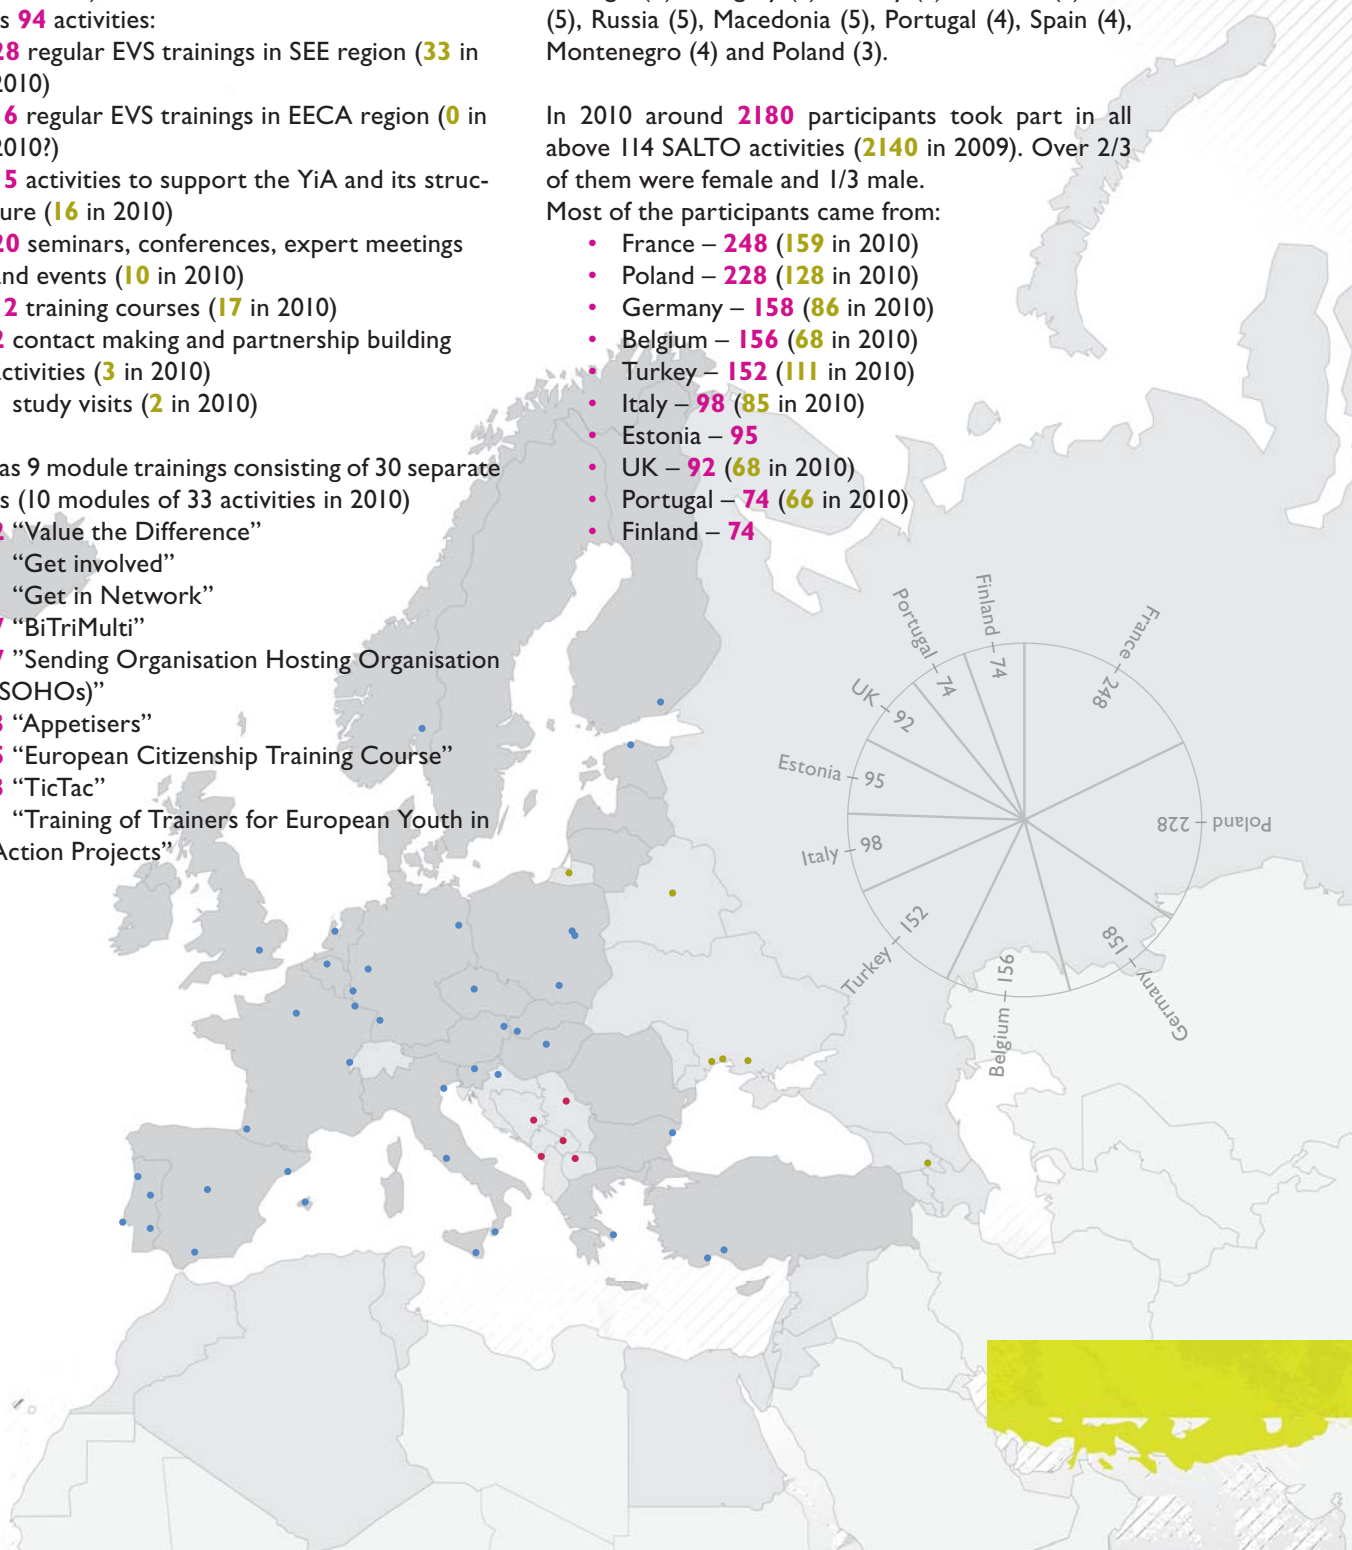 s 94 activities:
28 regular EVS trainings in SEE region (33 in
2010)
6 regular EVS trainings in EECA region (0 in
2010?)
5 activities to support the YiA and its struc-
ure (16 in 2010)
20 seminars, conferences, expert meetings
nd events (10 in 2010)
2 training courses (17 in 2010)
2 contact making and partnership building
ctivities (3 in 2010)
study visits (2 in 2010)
as 9 module trainings consisting of 30 separate
s (10 modules of 33 activities in 2010)
2 “Value the Difference”
“Get involved”
“Get in Network”
7 “BiTriMulti”
7 ”Sending Organisation Hosting Organisation
SOHOs)”
3 “Appetisers”
5 “European Citizenship Training Course”
3 “TicTac”
“Training of Trainers for European Youth in
Action Projects”
(5), Russia (5), Macedonia (5), Portugal (4), Spain (4),
Montenegro (4) and Poland (3).
In 2010 around 2180 participants took part in all
above 114 SALTO activities (2140 in 2009). Over 2/3
of them were female and 1/3 male.
Most of the participants came from:
• France – 248 (159 in 2010)
• Poland – 228 (128 in 2010)
• Germany – 158 (86 in 2010)
• Belgium – 156 (68 in 2010)
• Turkey – 152 (111 in 2010)
• Italy – 98 (85 in 2010)
• Estonia – 95
• UK – 92 (68 in 2010)
• Portugal – 74 (66 in 2010)
• Finland – 74
France – 248
Poland – 228
Germany – 158
Belgium – 156
Turkey – 152
Italy – 98
Estonia – 95
UK – 92
Portugal – 74
Finland – 74